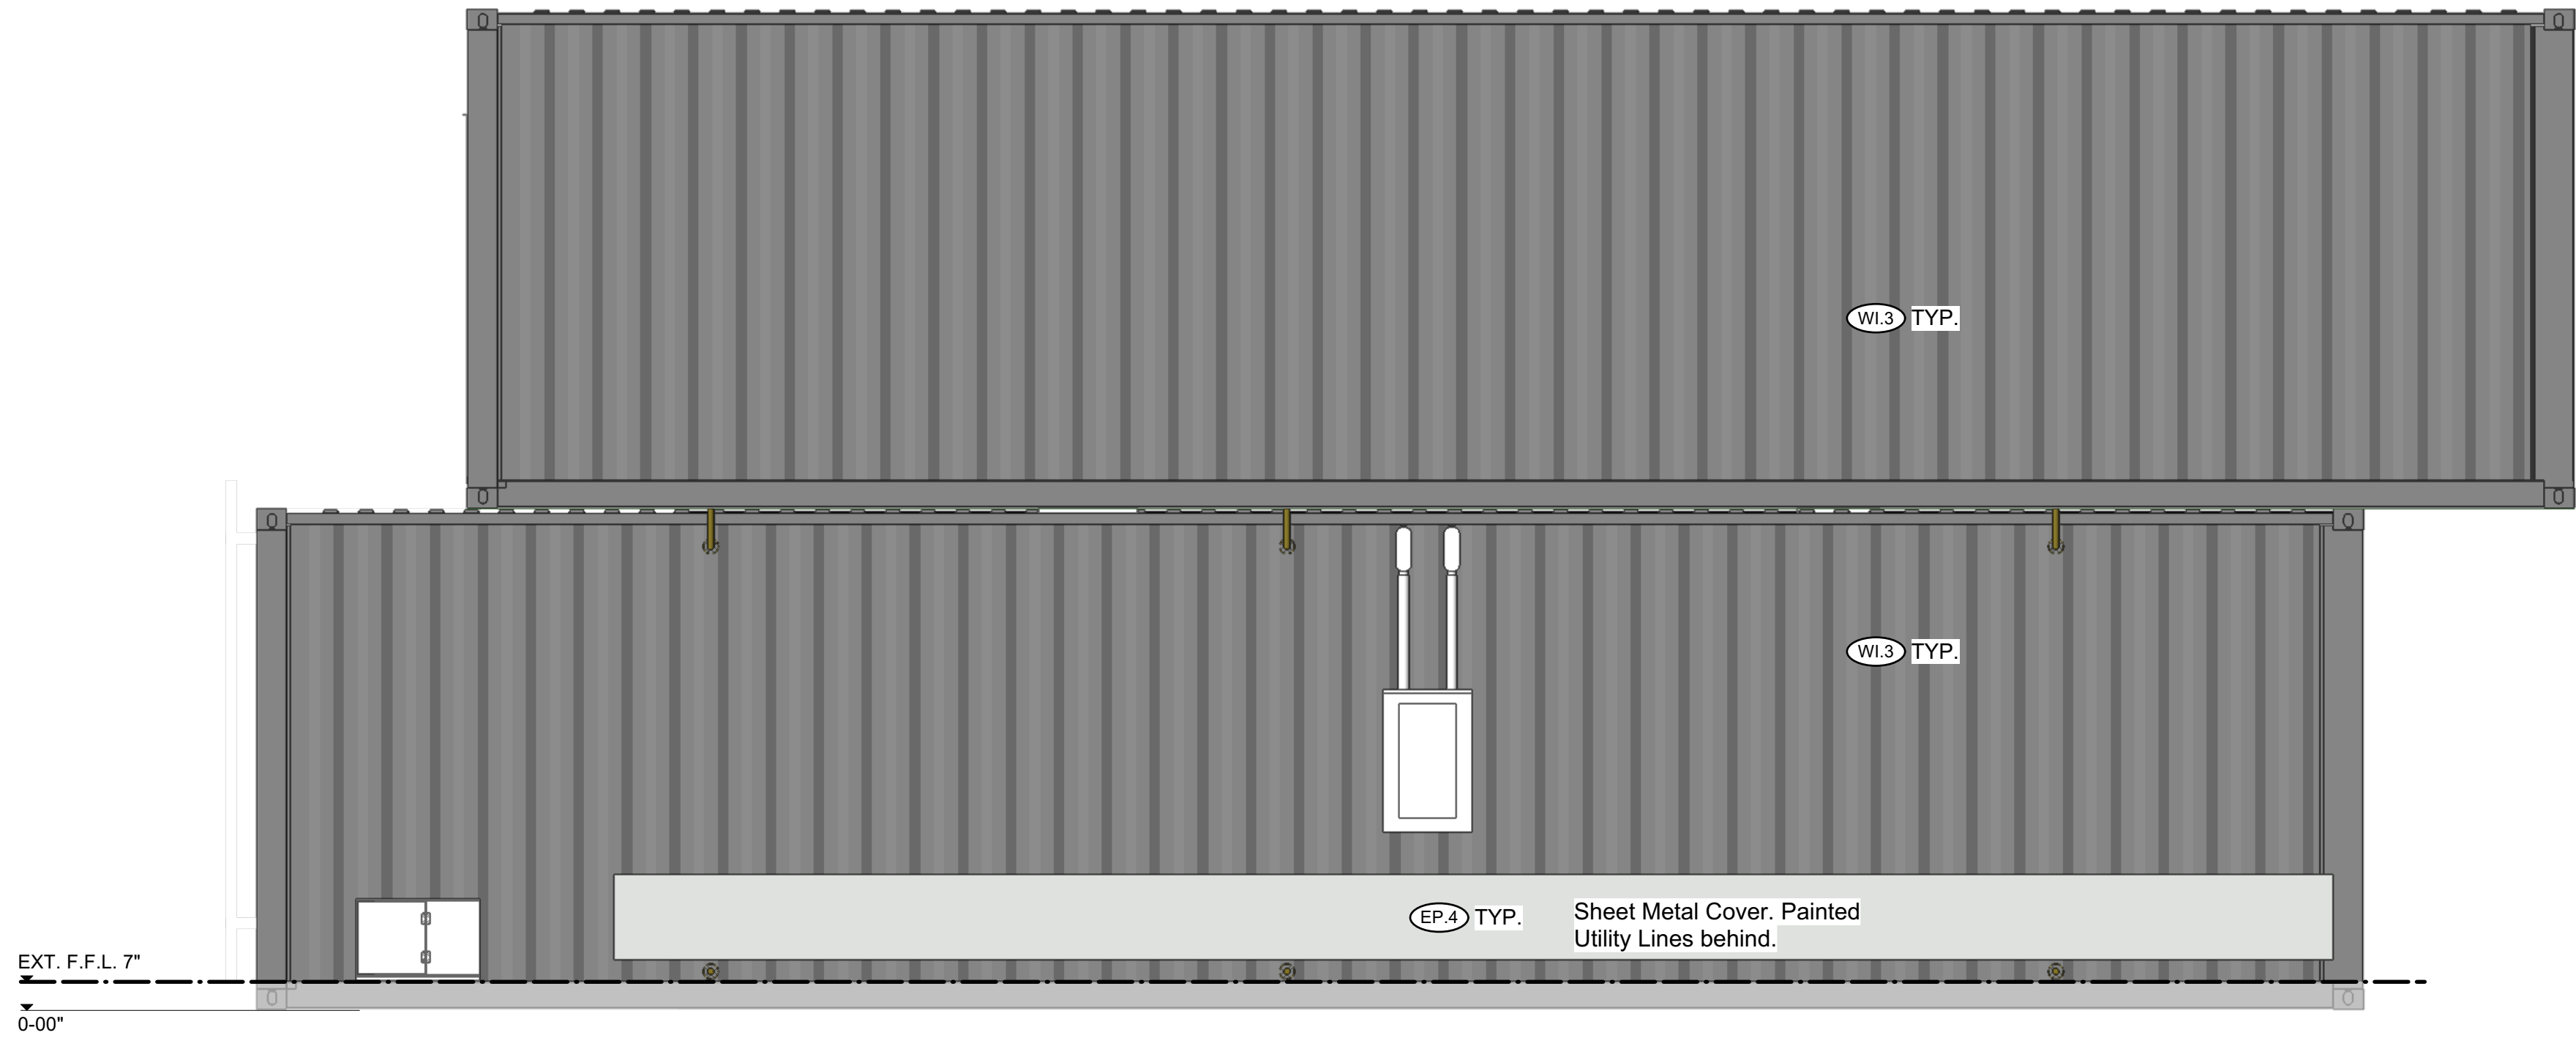 WI.3 TYP.
WI.3 TYP.
EP.4 TYP.
Sheet Metal Cover. Painted
Utility Lines behind.
EXT. F.F.L. 7"
0-00"